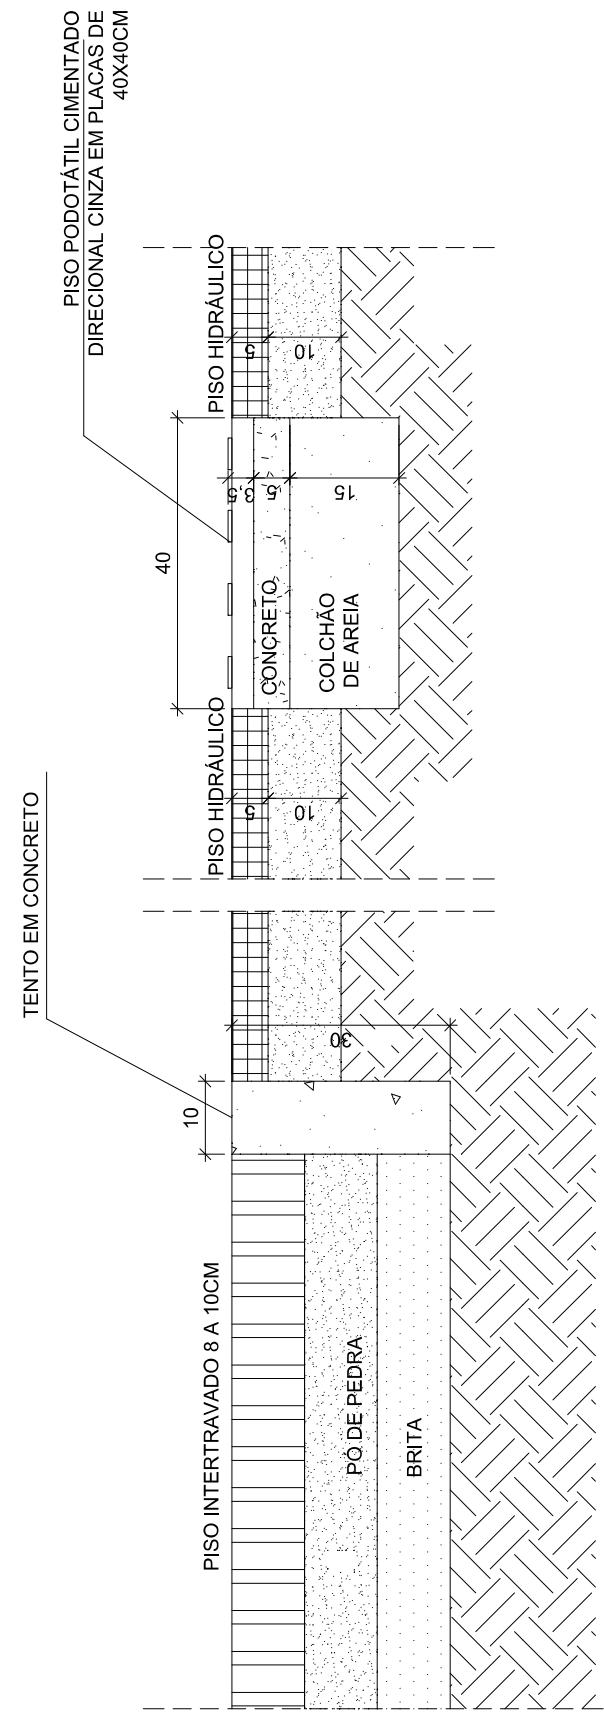 TENTO EM CONCRETO
PISO PODOTÁTIL CIMENTADO
DIRECIONAL CINZA EM PLACAS DE
40X40CM
40
10
PISO INTERTRAVADO 8 A 10CM
PISO HIDRÁULICO
PISO HIDRÁULICO
5
10
3,5
5
15
5
10
30
CONCRETO
COLCHÃO
DE AREIA
PÓ DE PEDRA
BRITA